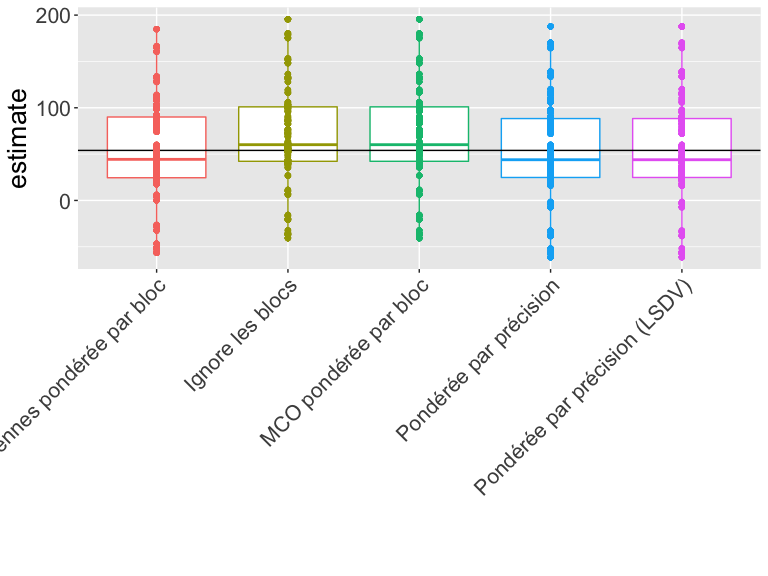 200
100
0
estimate
pondérée par bloc
Ignore les blocs
MCO pondérée par bloc
Pondérée par précision
Pondérée par précision (LSDV)